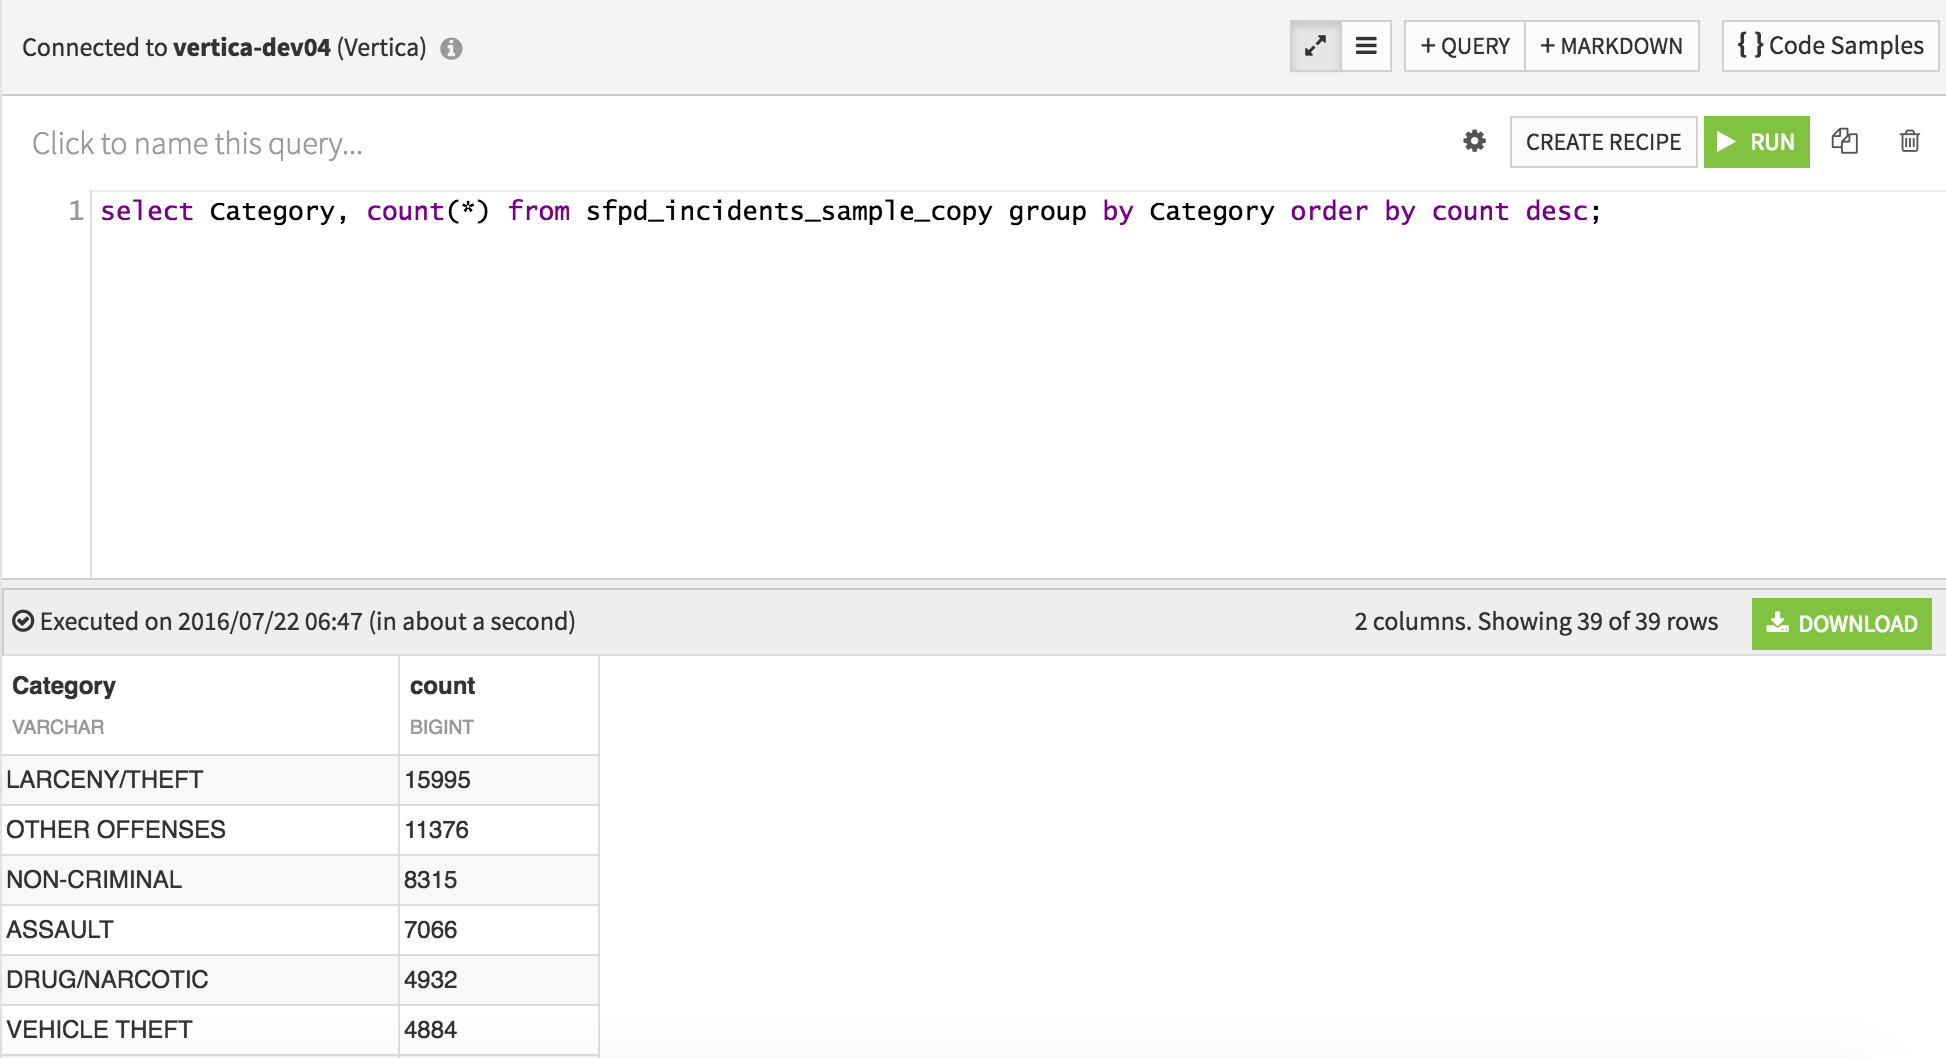 Connected to vertica-dev04 (Vertica)
+ QUERY
+ MARKDOWN
{ } Code Samples
Click to name this query...
CREATE RECIPE
RUN
1 select Category, count(*) from sfpd_incidents_sample_copy group by Category order by count desc;
Executed on 2016/07/22 06:47 (in about a second)
2 columns. Showing 39 of 39 rows
DOWNLOAD
Category count
VARCHAR BIGINT
LARCENY/THEFT 15995
OTHER OFFENSES 11376
NON-CRIMINAL 8315
ASSAULT 7066
DRUG/NARCOTIC 4932
VEHICLE THEFT 4884